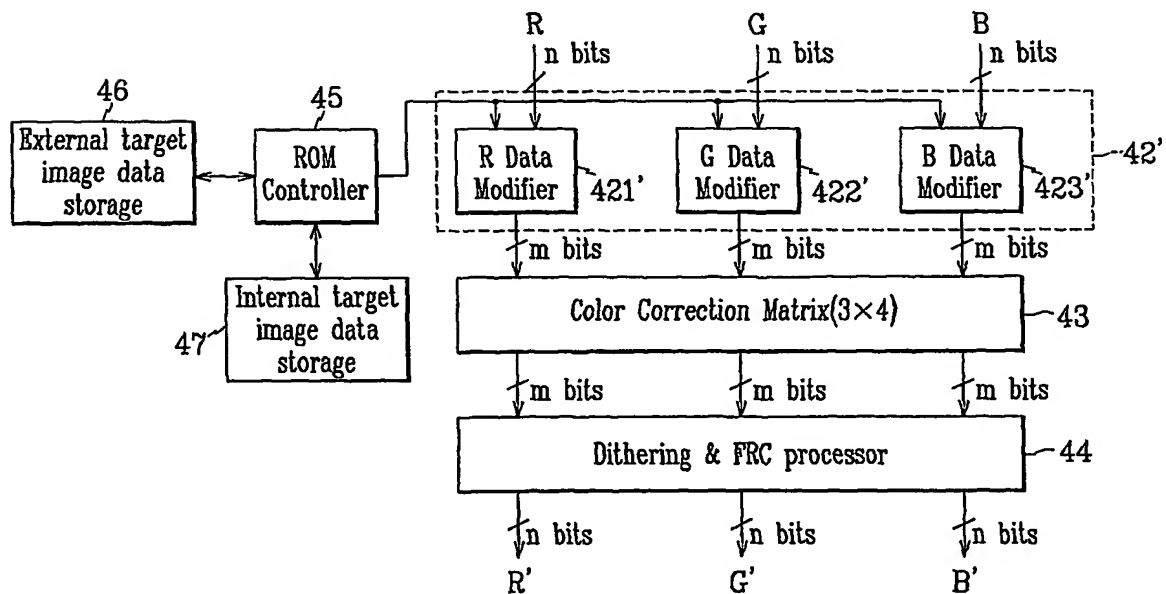 R
G
B
n bits
n bits
n bits
46
45
External target
image data
storage
ROM
Controller
R Data
Modifier
421'
G Data
Modifier
422'
B Data
Modifier
423'
42'
m bits
m bits
m bits
47
Internal target
image data
storage
Color Correction Matrix(3×4)
43
m bits
m bits
m bits
Dithering & FRC processor
44
n bits
n bits
n bits
R'
G'
B'